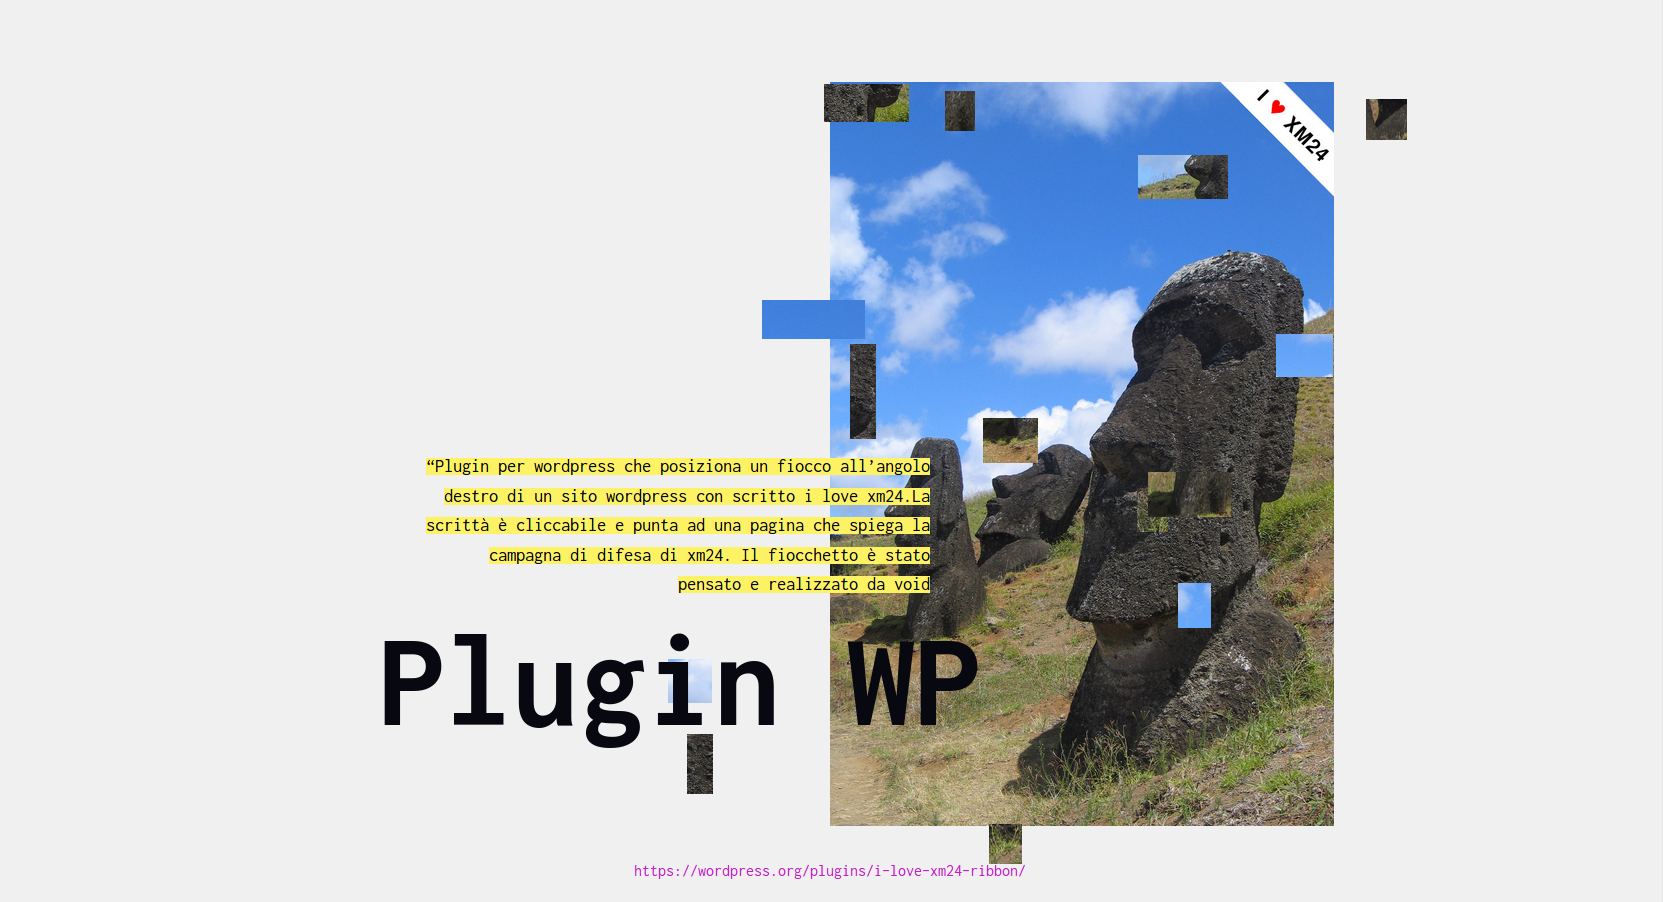 I ♥ XM24
“Plugin per wordpress che posiziona un fiocco all’angolo
destro di un sito wordpress con scritto i love xm24.La
scrittà è cliccabile e punta ad una pagina che spiega la
campagna di difesa di xm24. Il fiocchetto è stato
pensato e realizzato da void
Plugin WP
https://wordpress.org/plugins/i-love-xm24-ribbon/